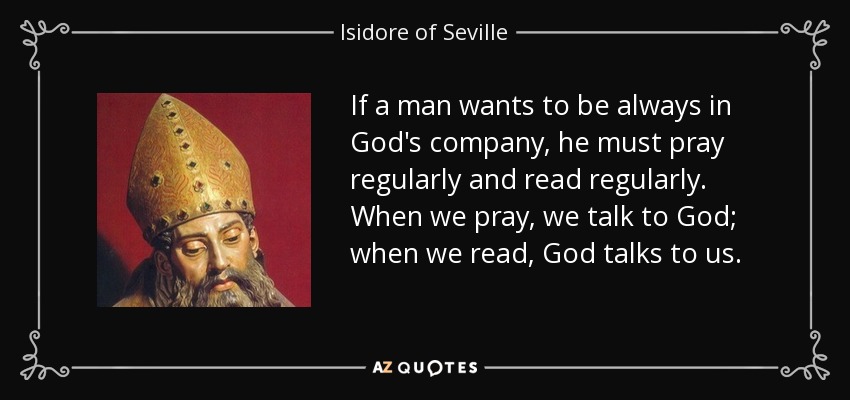 Isidore of Seville
If a man wants to be always in
God's company, he must pray
regularly and read regularly.
When we pray, we talk to God;
when we read, God talks to us.
AZ QUOTES